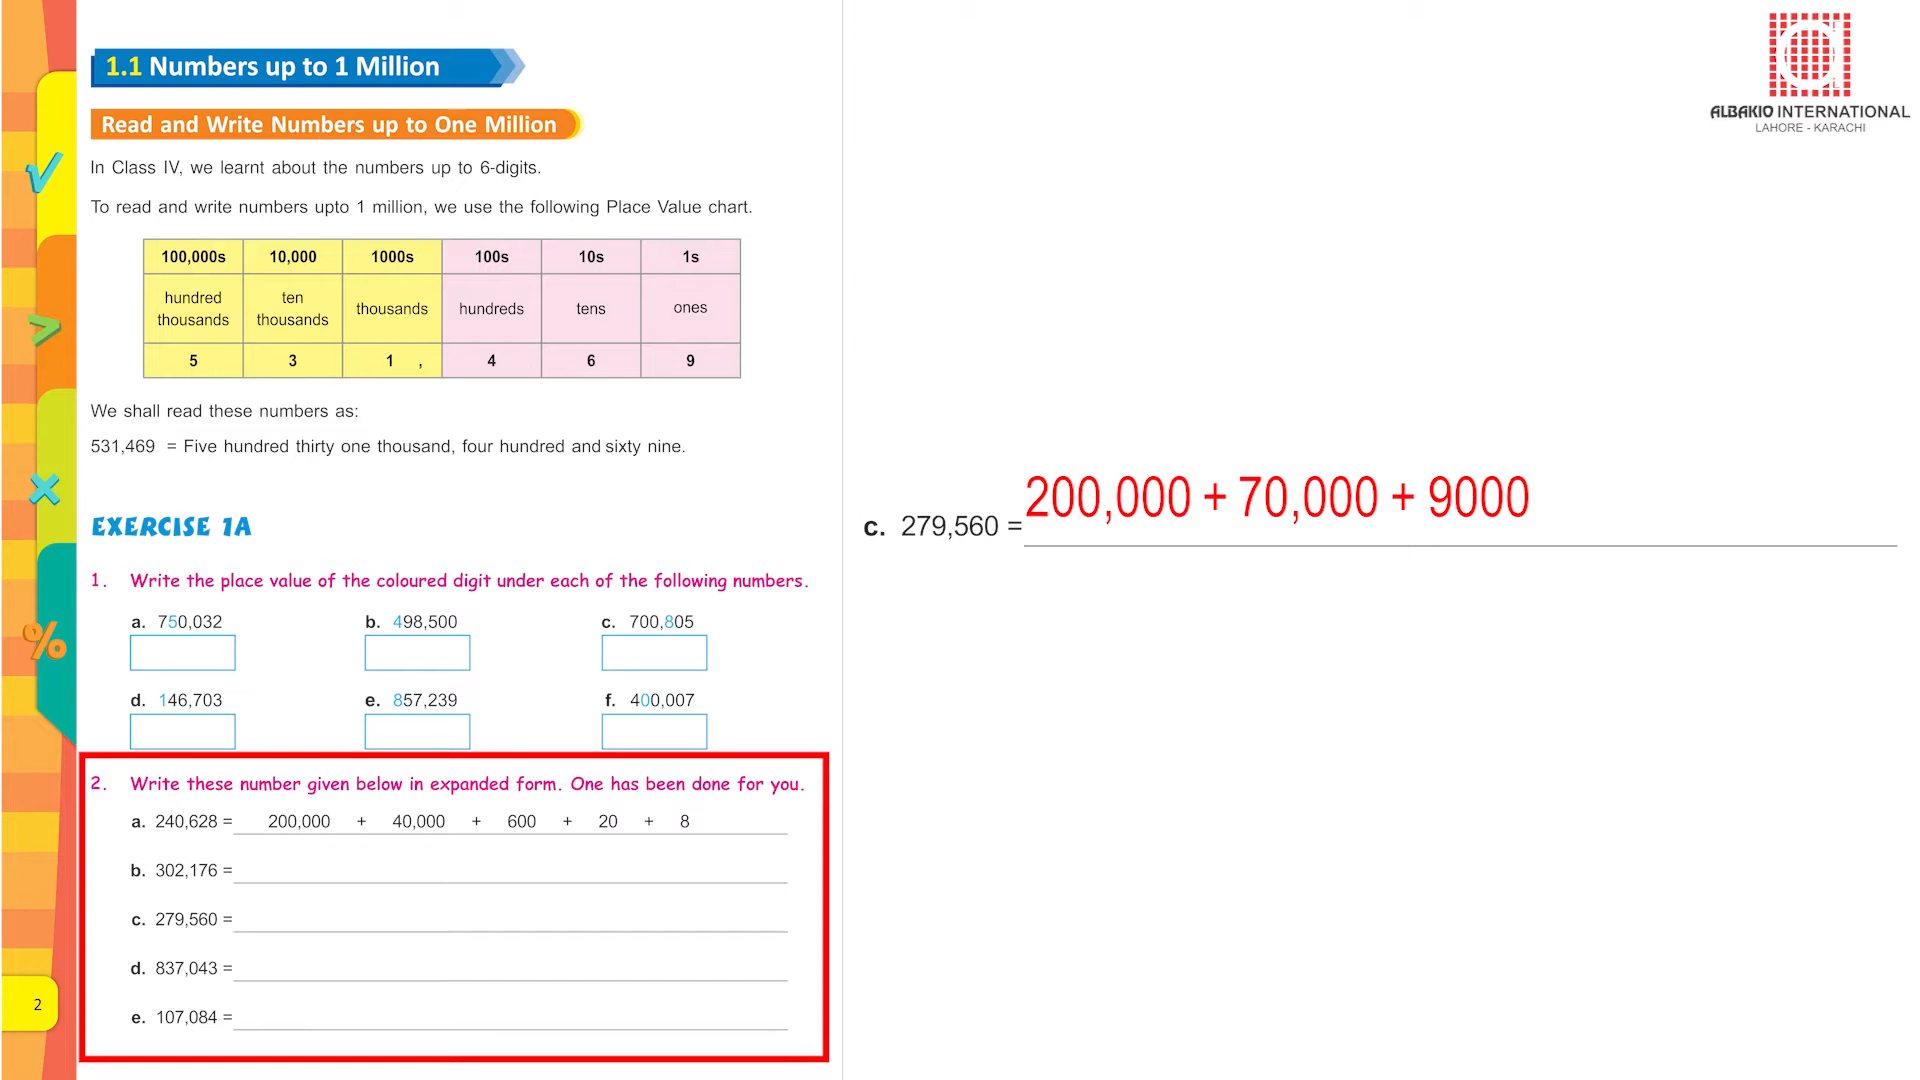 1.1 Numbers up to 1 Million
Read and Write Numbers up to One Million
In Class IV, we learnt about the numbers up to 6-digits.
To read and write numbers upto 1 million, we use the following Place Value chart.
100,000s 10,000 1000s 100s 10s 1s
hundred thousands ten thousands thousands hundreds tens ones
5 3 1 , 4 6 9
We shall read these numbers as:
531,469 = Five hundred thirty one thousand, four hundred and sixty nine.
EXERCISE 1A
1. Write the place value of the coloured digit under each of the following numbers.
a. 750,032 b. 498,500 c. 700,805
d. 146,703 e. 857,239 f. 400,007
2. Write these number given below in expanded form. One has been done for you.
a. 240,628 = 200,000 + 40,000 + 600 + 20 + 8
b. 302,176 =
c. 279,560 =
d. 837,043 =
e. 107,084 =
2
√
>
×
%
ALBAKIO INTERNATIONAL
LAHORE - KARACHI
c. 279,560 = 200,000 + 70,000 + 9000